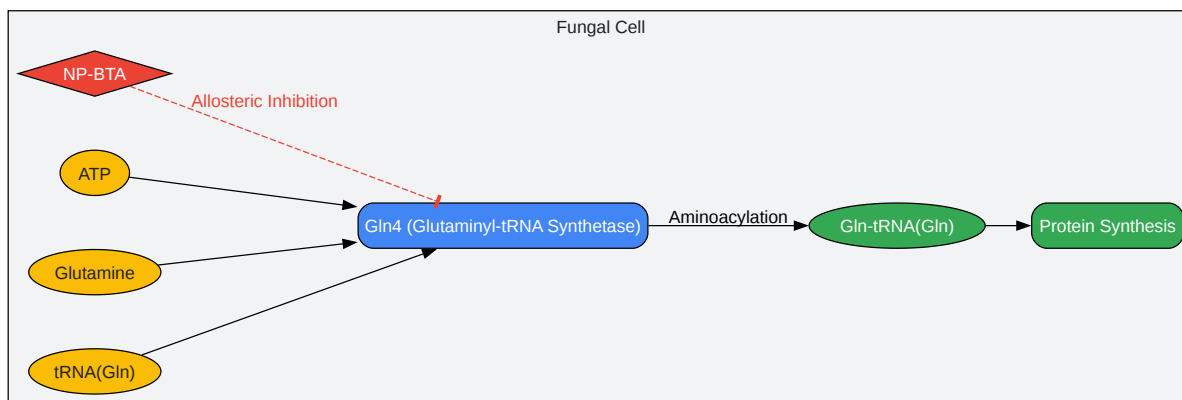 Fungal Cell
NP-BTA
Allosteric Inhibition
ATP
Gln4 (Glutaminyl-tRNA Synthetase)
Aminoacylation
Gln-tRNA(Gln)
Protein Synthesis
Glutamine
tRNA(Gln)